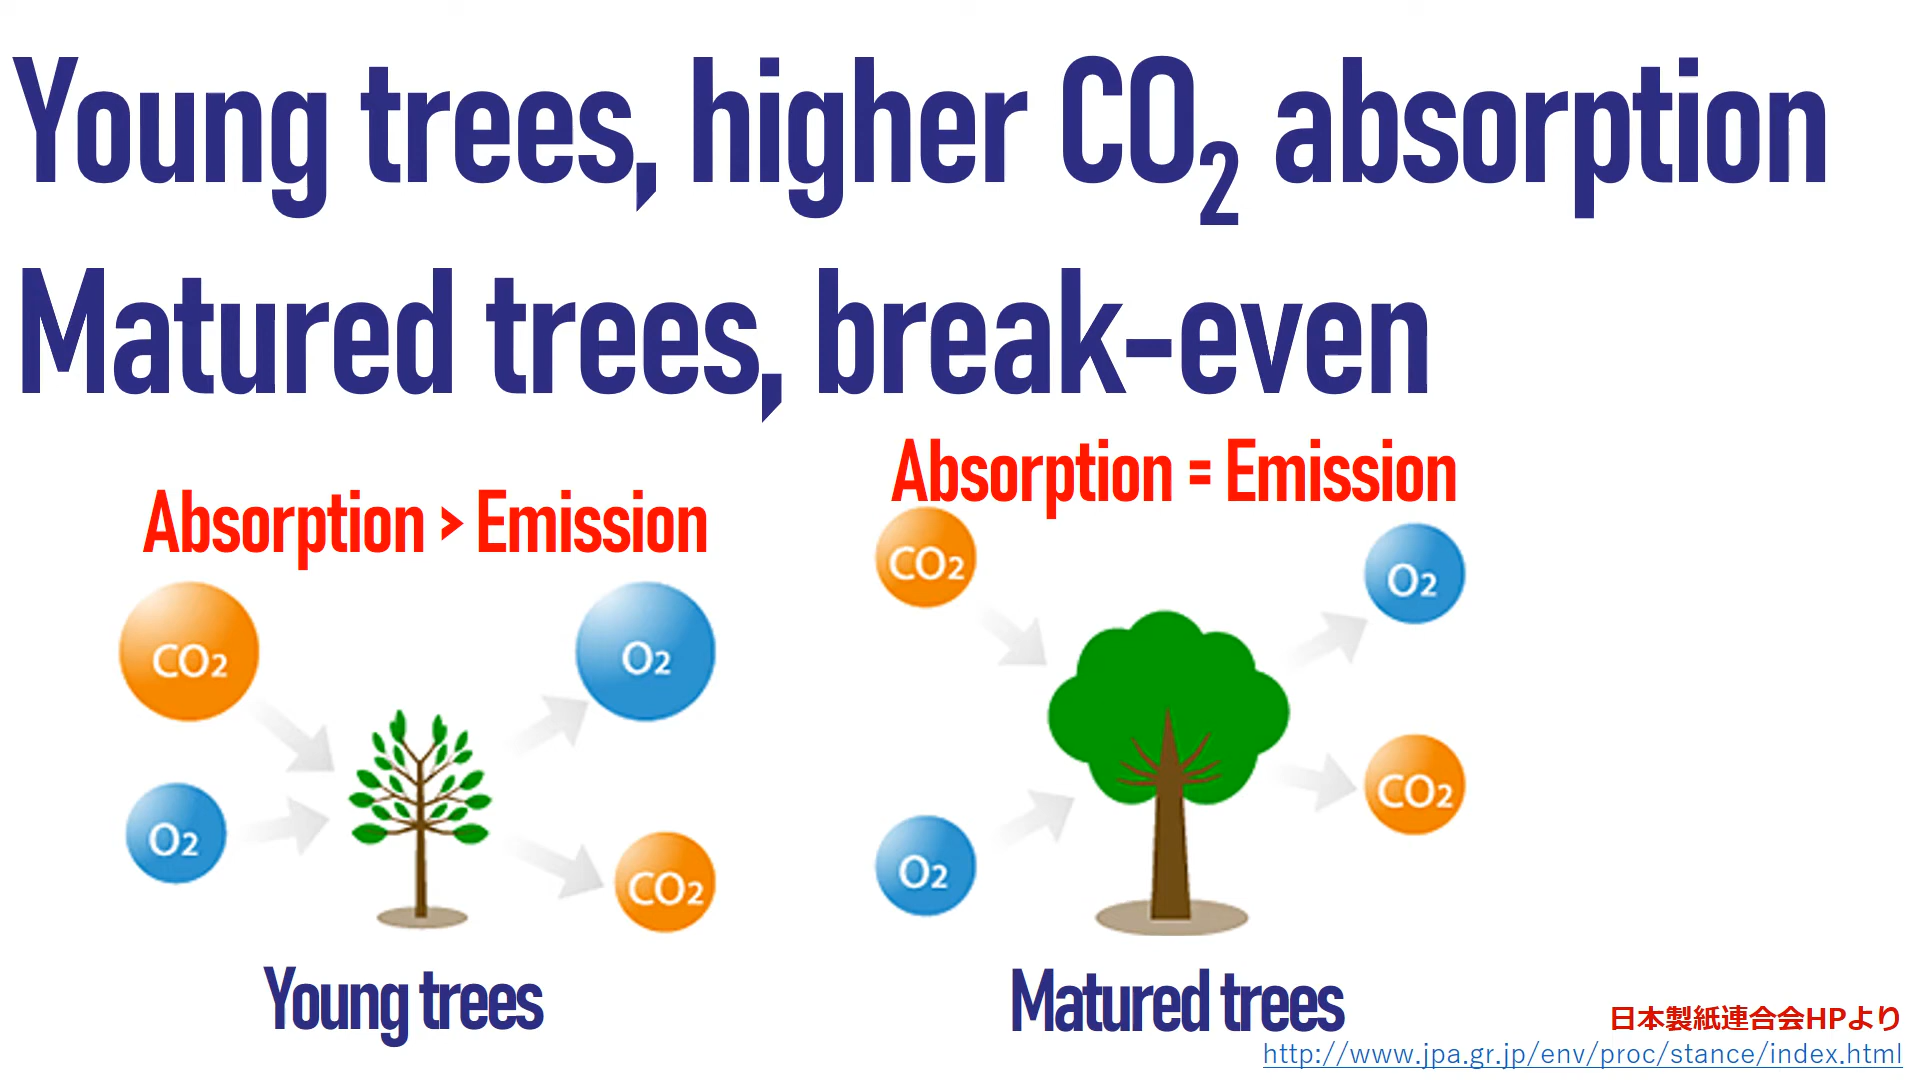 Young trees, higher CO₂ absorption
Matured trees, break-even
Absorption > Emission
CO2
O2
O2
CO2
Young trees
Absorption = Emission
CO2
O2
O2
CO2
Matured trees
日本製紙連合会HPより
http://www.jpa.gr.jp/env/proc/stance/index.html